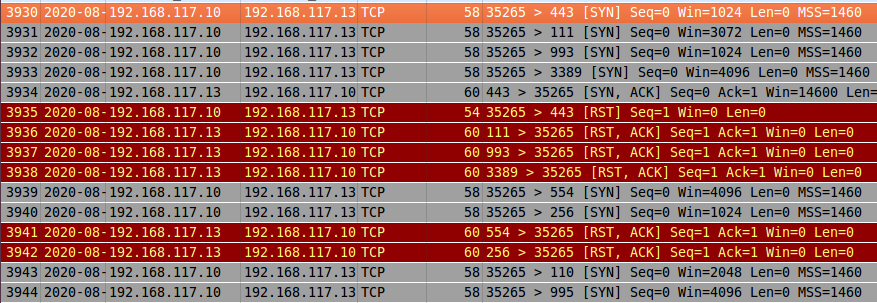 3930 2020-08- 192.168.117.10 192.168.117.13 TCP 58 35265 > 443 [SYN] Seq=0 Win=1024 Len=0 MSS=1460
3931 2020-08- 192.168.117.10 192.168.117.13 TCP 58 35265 > 111 [SYN] Seq=0 Win=3072 Len=0 MSS=1460
3932 2020-08- 192.168.117.10 192.168.117.13 TCP 58 35265 > 993 [SYN] Seq=0 Win=1024 Len=0 MSS=1460
3933 2020-08- 192.168.117.10 192.168.117.13 TCP 58 35265 > 3389 [SYN] Seq=0 Win=4096 Len=0 MSS=1460
3934 2020-08- 192.168.117.13 192.168.117.10 TCP 60 443 > 35265 [SYN, ACK] Seq=0 Ack=1 Win=14600 Len=
3935 2020-08- 192.168.117.10 192.168.117.13 TCP 54 35265 > 443 [RST] Seq=1 Win=0 Len=0
3936 2020-08- 192.168.117.13 192.168.117.10 TCP 60 111 > 35265 [RST, ACK] Seq=1 Ack=1 Win=0 Len=0
3937 2020-08- 192.168.117.13 192.168.117.10 TCP 60 993 > 35265 [RST, ACK] Seq=1 Ack=1 Win=0 Len=0
3938 2020-08- 192.168.117.13 192.168.117.10 TCP 60 3389 > 35265 [RST, ACK] Seq=1 Ack=1 Win=0 Len=0
3939 2020-08- 192.168.117.10 192.168.117.13 TCP 58 35265 > 554 [SYN] Seq=0 Win=4096 Len=0 MSS=1460
3940 2020-08- 192.168.117.10 192.168.117.13 TCP 58 35265 > 256 [SYN] Seq=0 Win=1024 Len=0 MSS=1460
3941 2020-08- 192.168.117.13 192.168.117.10 TCP 60 554 > 35265 [RST, ACK] Seq=1 Ack=1 Win=0 Len=0
3942 2020-08- 192.168.117.13 192.168.117.10 TCP 60 256 > 35265 [RST, ACK] Seq=1 Ack=1 Win=0 Len=0
3943 2020-08- 192.168.117.10 192.168.117.13 TCP 58 35265 > 110 [SYN] Seq=0 Win=2048 Len=0 MSS=1460
3944 2020-08- 192.168.117.10 192.168.117.13 TCP 58 35265 > 995 [SYN] Seq=0 Win=4096 Len=0 MSS=1460